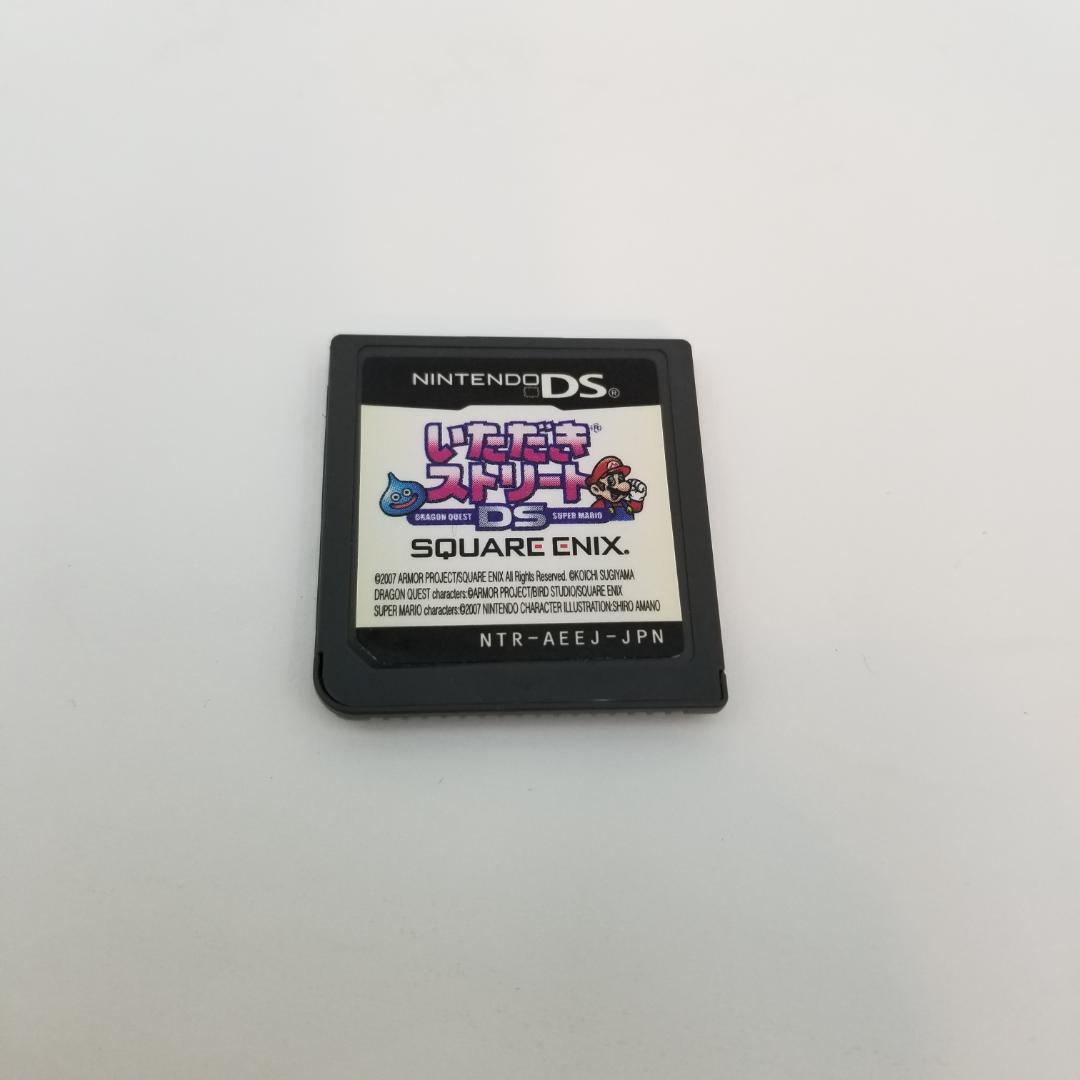 NINTENDO DS®
いただき®
ストリート
DRAGON QUEST DS SUPER MARIO
SQUARE ENIX.
©2007 ARMOR PROJECT/SQUARE ENIX All Rights Reserved. ©KOICHI SUGIYAMA
DRAGON QUEST characters:©ARMOR PROJECT/BIRD STUDIO/SQUARE ENIX
SUPER MARIO characters:©2007 NINTENDO CHARACTER ILLUSTRATION:SHIRO AMANO
NTR-AEEJ-JPN